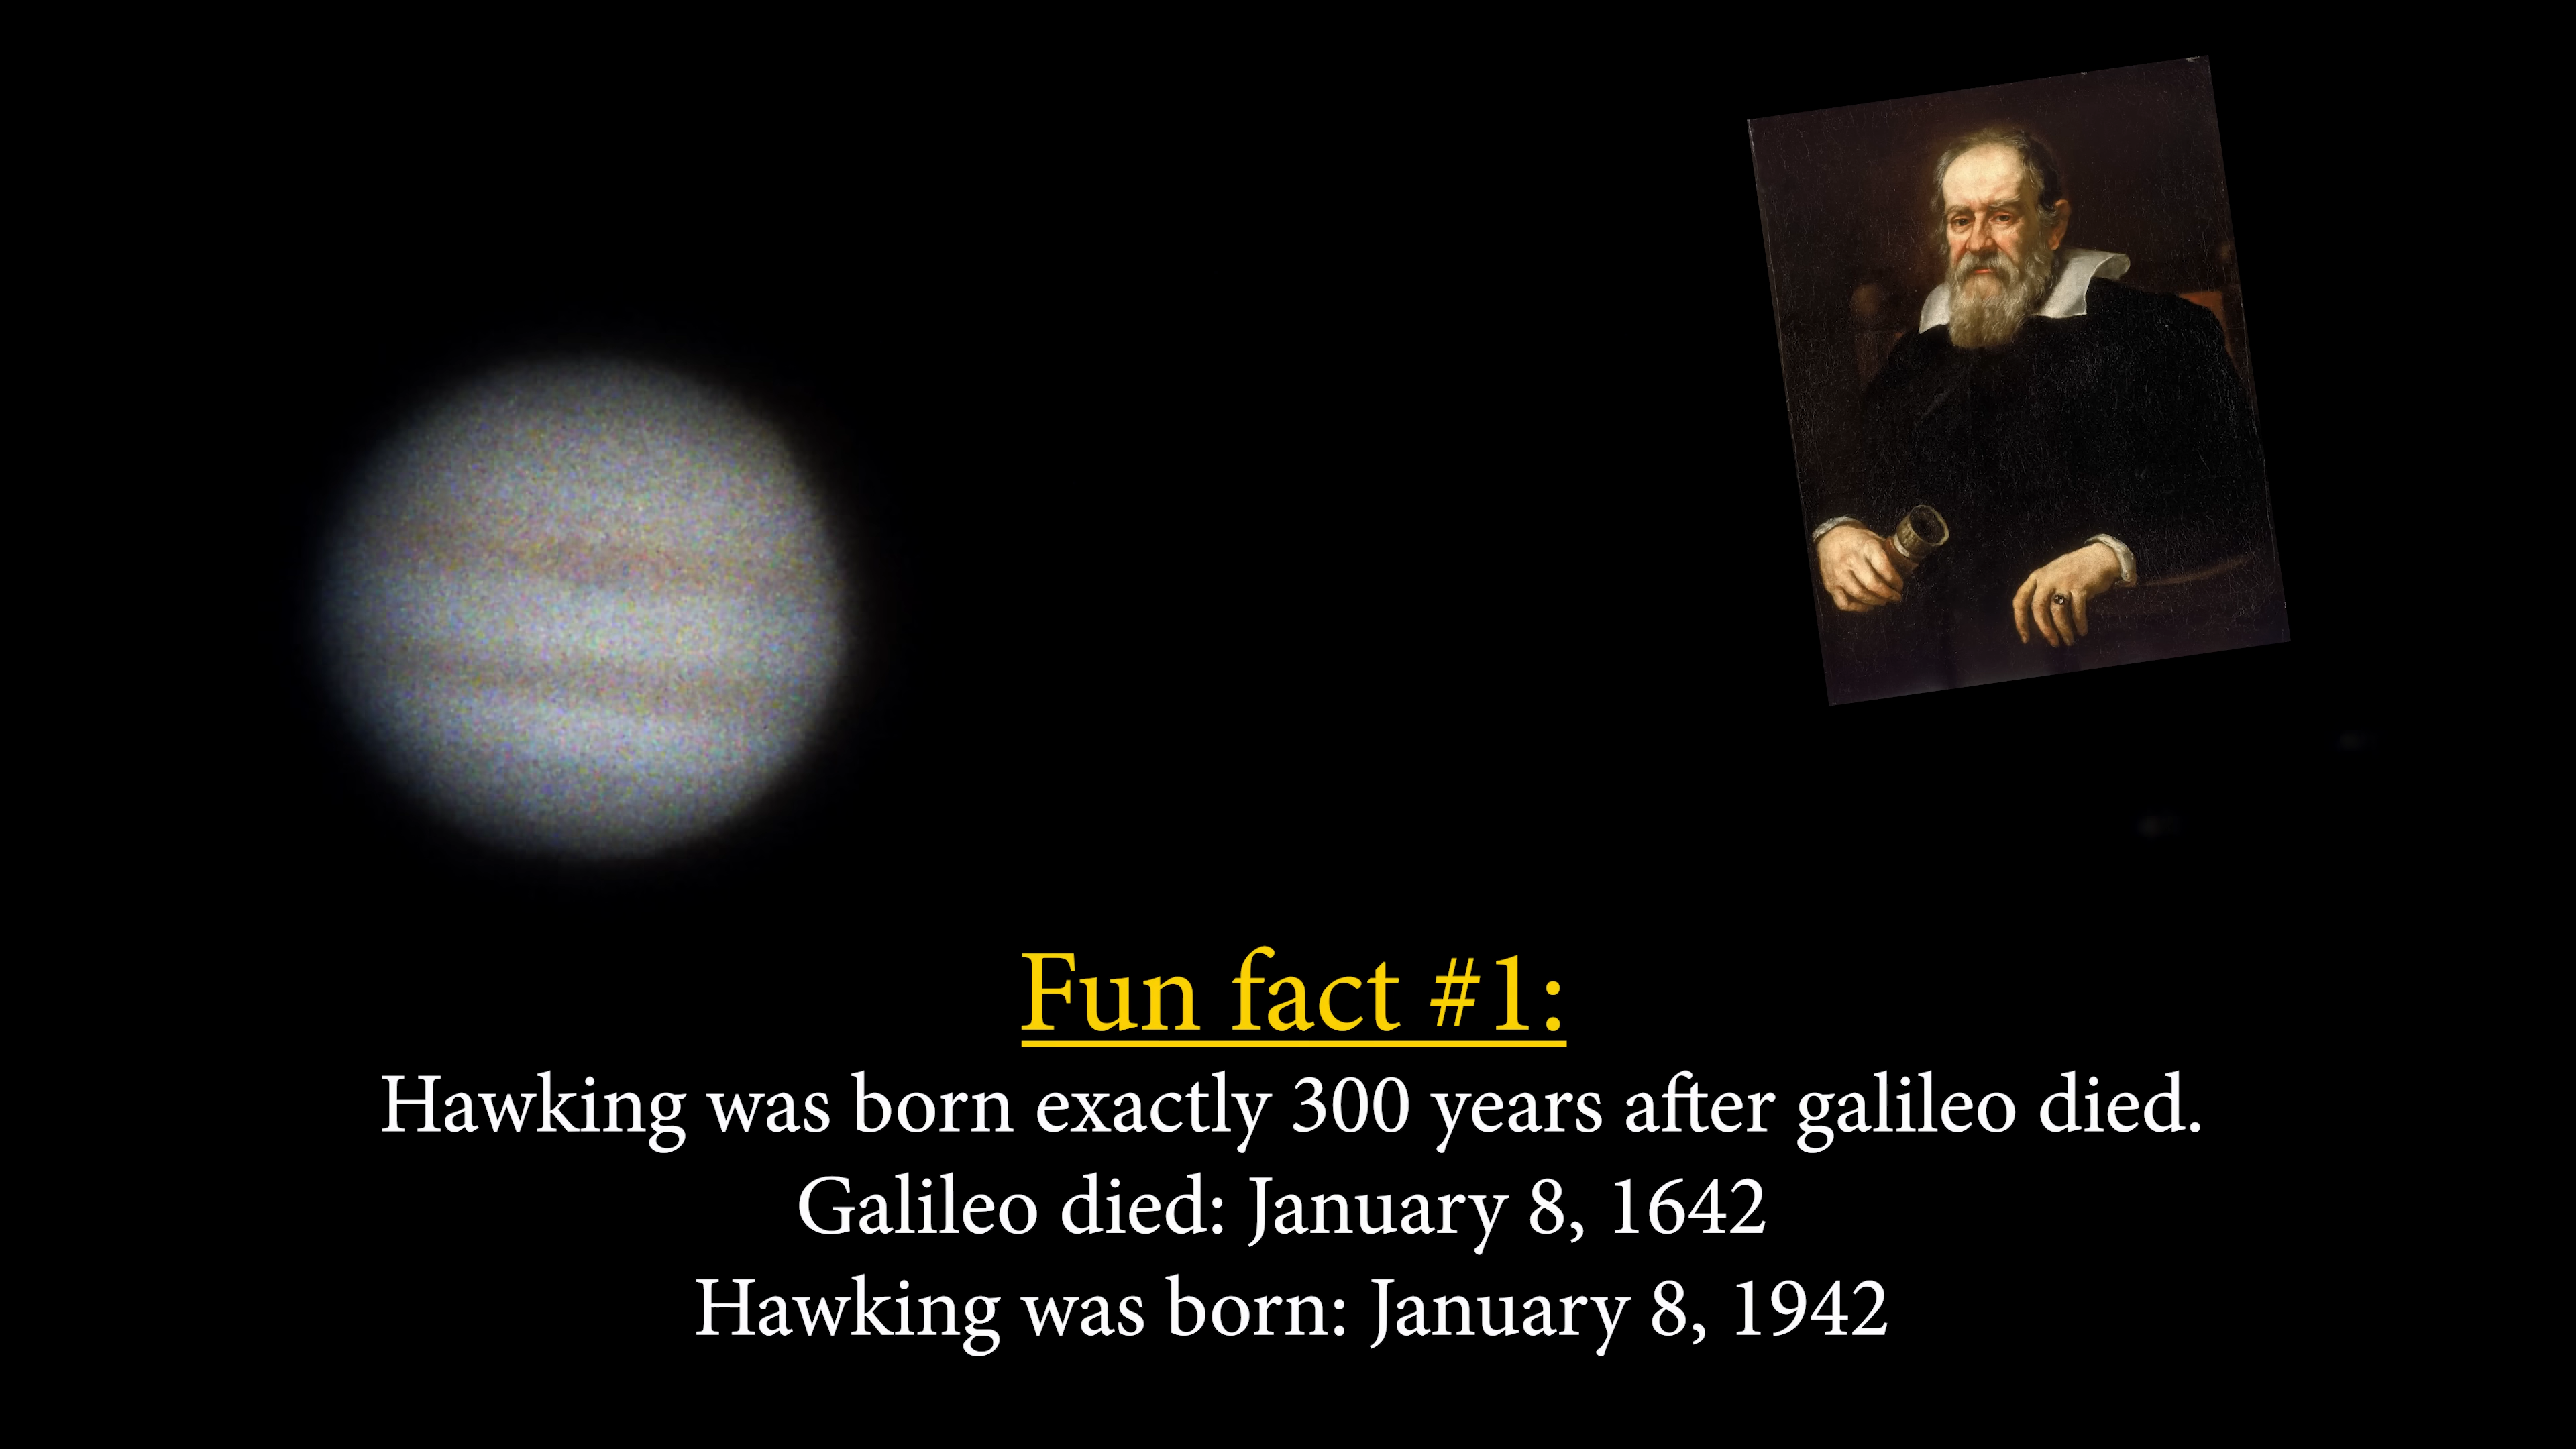 Fun fact #1:
Hawking was born exactly 300 years after galileo died.
Galileo died: January 8, 1642
Hawking was born: January 8, 1942